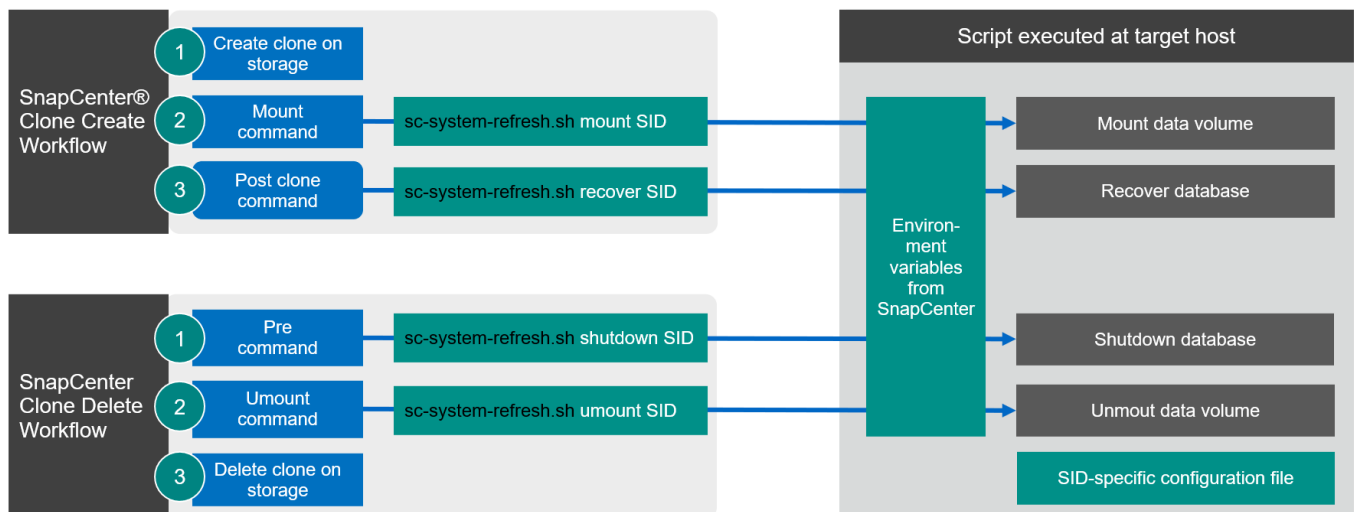 SnapCenter®
Clone Create
Workflow
1
Create clone on
storage
2
Mount
command
sc-system-refresh.sh mount SID
3
Post clone
command
sc-system-refresh.sh recover SID
SnapCenter
Clone Delete
Workflow
1
Pre
command
sc-system-refresh.sh shutdown SID
2
Umount
command
sc-system-refresh.sh umount SID
3
Delete clone on
storage
Script executed at target host
Environ-
ment
variables
from
SnapCenter
Mount data volume
Recover database
Shutdown database
Unmout data volume
SID-specific configuration file